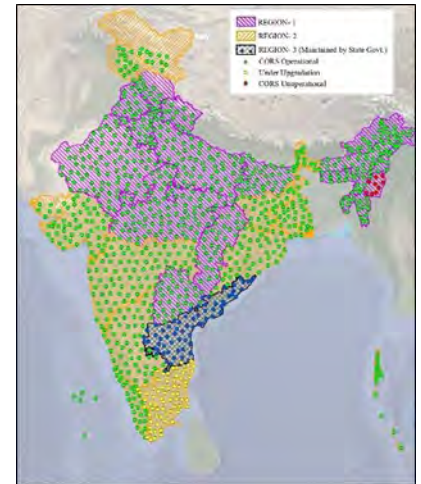 REGION- 1
REGION- 2
REGION- 3 (Maintained by State Govt.)
CORS Operational
Under Upgradation
CORS Unoperational